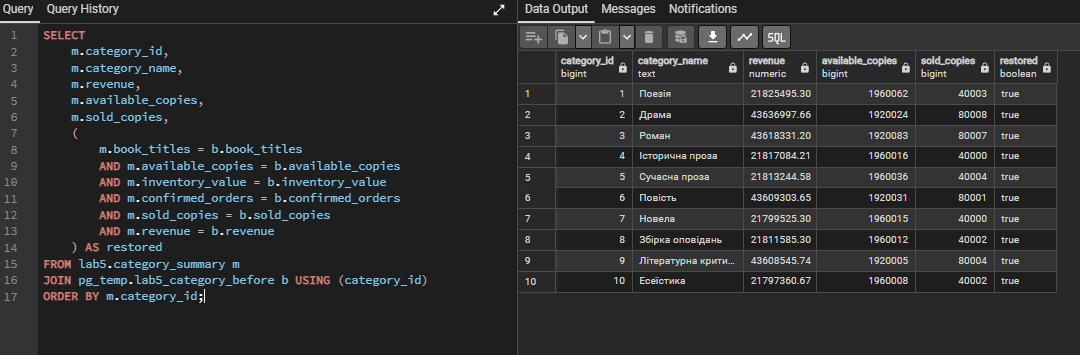 Query Query History
1 SELECT
2 m.category_id,
3 m.category_name,
4 m.revenue,
5 m.available_copies,
6 m.sold_copies,
7 (
8 m.book_titles = b.book_titles
9 AND m.available_copies = b.available_copies
10 AND m.inventory_value = b.inventory_value
11 AND m.confirmed_orders = b.confirmed_orders
12 AND m.sold_copies = b.sold_copies
13 AND m.revenue = b.revenue
14 ) AS restored
15 FROM lab5.category_summary m
16 JOIN pg_temp.lab5_category_before b USING (category_id)
17 ORDER BY m.category_id;
Data Output Messages Notifications
SQL
category_id category_name revenue available_copies sold_copies restored
bigint text numeric bigint bigint boolean
1 1 Поезія 21825495.30 1960062 40003 true
2 2 Драма 43636997.66 1920024 80008 true
3 3 Роман 43618331.20 1920083 80007 true
4 4 Історична проза 21817084.21 1960016 40000 true
5 5 Сучасна проза 21813244.58 1960036 40004 true
6 6 Повість 43609303.65 1920031 80001 true
7 7 Новела 21799525.30 1960015 40000 true
8 8 Збірка оповідань 21811585.30 1960012 40002 true
9 9 Літературна крити... 43608545.74 1920005 80004 true
10 10 Есеїстика 21797360.67 1960008 40002 true